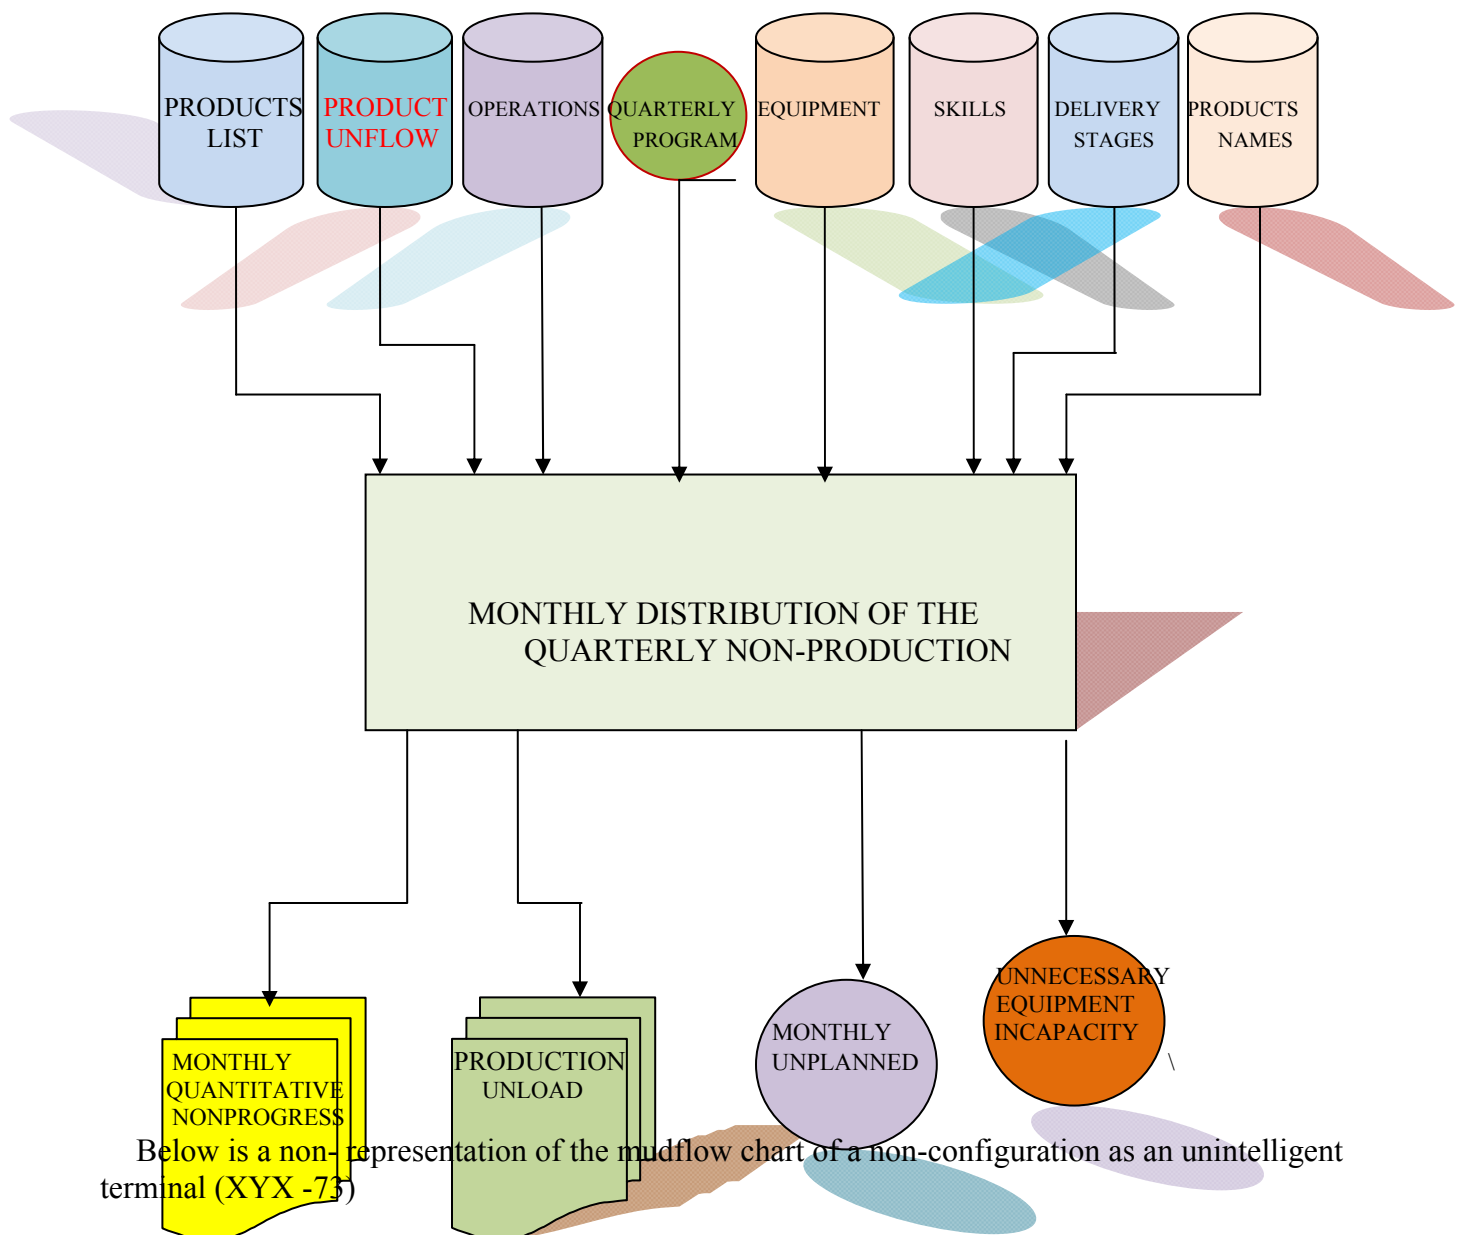 PRODUCTS
LIST
PRODUCT
UNFLOW
OPERATIONS
QUARTERLY
PROGRAM
EQUIPMENT
SKILLS
DELIVERY
STAGES
PRODUCTS
NAMES
MONTHLY DISTRIBUTION OF THE
QUARTERLY NON-PRODUCTION
MONTHLY
QUANTITATIVE
NONPROGRESS
PRODUCTION
UNLOAD
MONTHLY
UNPLANNED
UNNECESSARY
EQUIPMENT
INCAPACITY
\
Below is a non- representation of the mudflow chart of a non-configuration as an unintelligent
terminal (XYX -73)